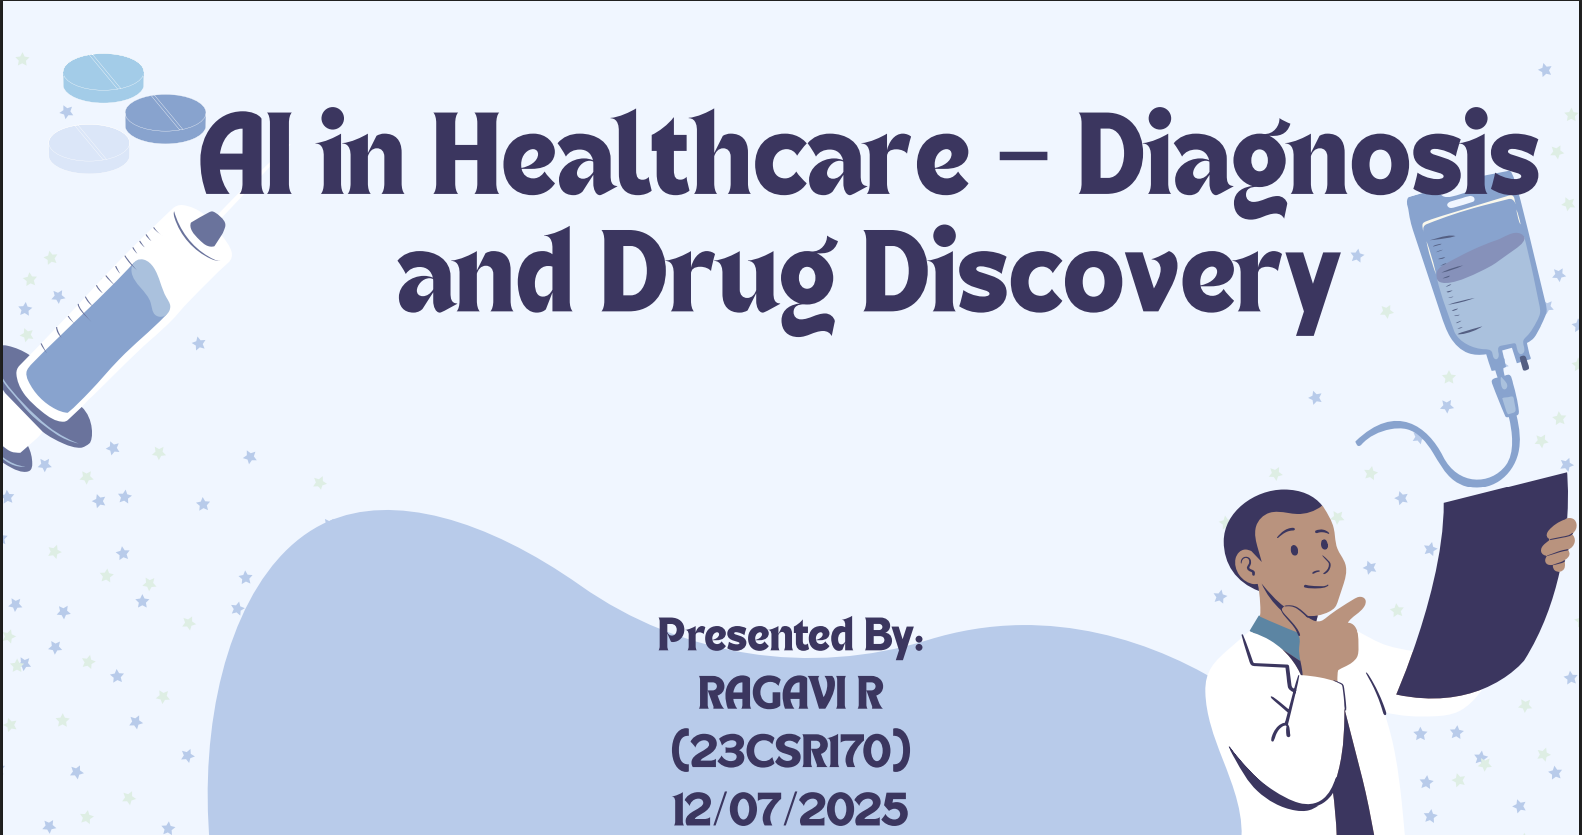 AI in Healthcare – Diagnosis
and Drug Discovery
Presented By:
RAGAVI R
(23CSR170)
12/07/2025